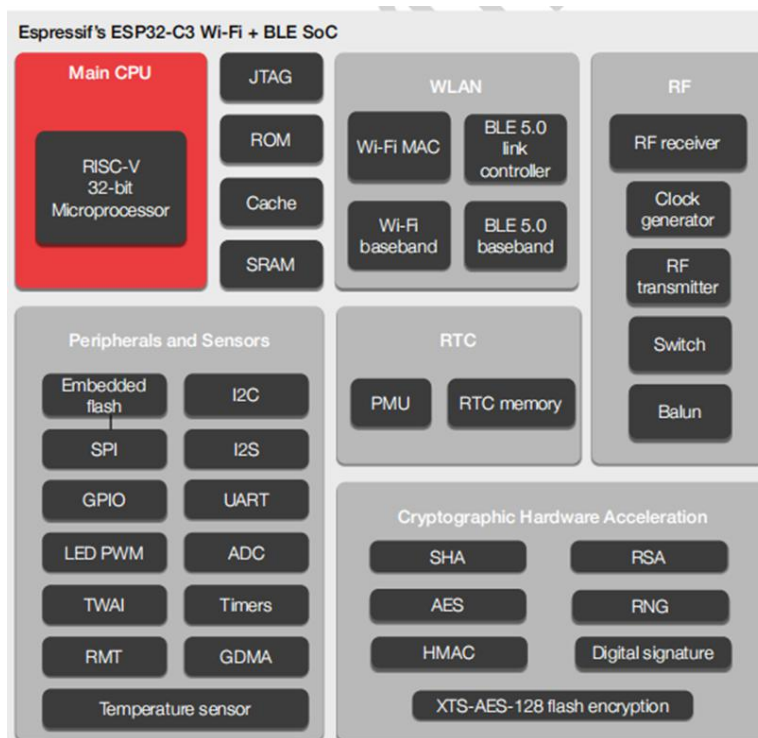 Espressif's ESP32-C3 Wi-Fi + BLE SoC
Main CPU
RISC-V
32-bit
Microprocessor
JTAG
ROM
Cache
SRAM
WLAN
Wi-Fi MAC
BLE 5.0
link
controller
Wi-Fi
baseband
BLE 5.0
baseband
RF
RF receiver
Clock
generator
RF
transmitter
Switch
Balun
Peripherals and Sensors
Embedded
flash
I2C
SPI
I2S
GPIO
UART
LED PWM
ADC
TWAI
Timers
RMT
GDMA
Temperature sensor
RTC
PMU
RTC memory
Cryptographic Hardware Acceleration
SHA
RSA
AES
RNG
HMAC
Digital signature
XTS-AES-128 flash encryption